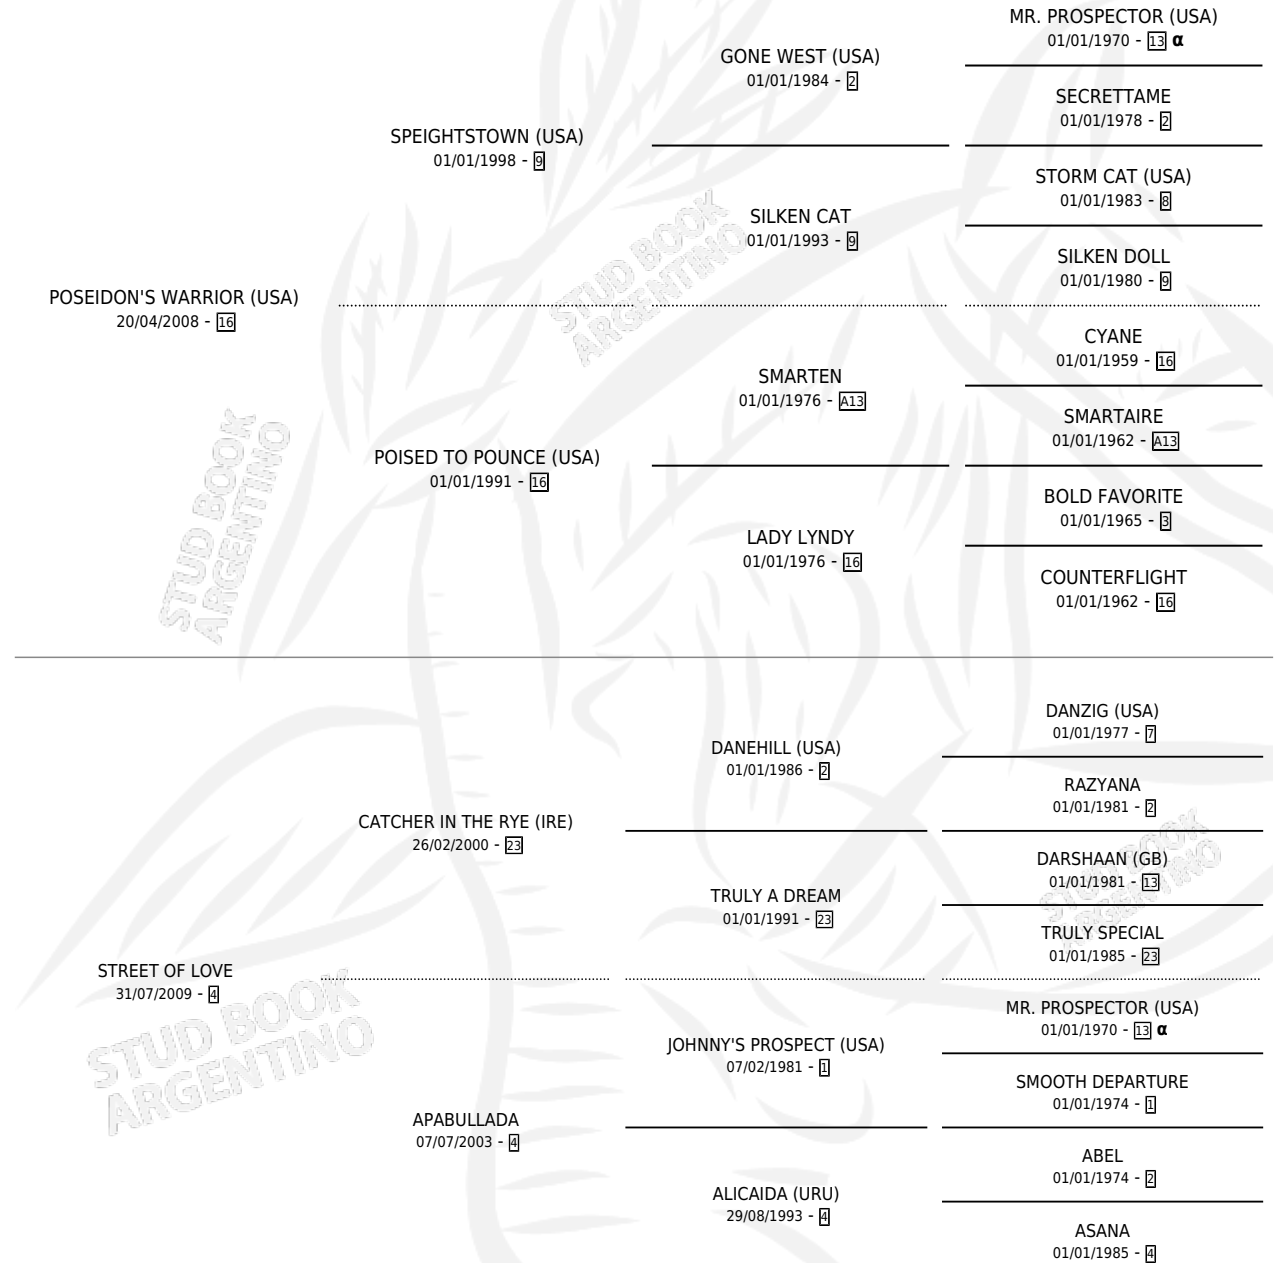 MR. PROSPECTOR (USA)
01/01/1970 - 13 α
GONE WEST (USA)
01/01/1984 - 2
SECRETTAME
01/01/1978 - 2
SPEIGHTSTOWN (USA)
01/01/1998 - 9
STORM CAT (USA)
01/01/1983 - 8
SILKEN CAT
01/01/1993 - 9
SILKEN DOLL
01/01/1980 - 9
POSEIDON'S WARRIOR (USA)
20/04/2008 - 16
CYANE
01/01/1959 - 16
SMARTEN
01/01/1976 - A13
SMARTAIRE
01/01/1962 - A13
POISED TO POUNCE (USA)
01/01/1991 - 16
BOLD FAVORITE
01/01/1965 - 3
LADY LYNDY
01/01/1976 - 16
COUNTERFLIGHT
01/01/1962 - 16
DANZIG (USA)
01/01/1977 - 7
DANEHILL (USA)
01/01/1986 - 2
RAZYANA
01/01/1981 - 2
CATCHER IN THE RYE (IRE)
26/02/2000 - 23
DARSHAAN (GB)
01/01/1981 - 13
TRULY A DREAM
01/01/1991 - 23
TRULY SPECIAL
01/01/1985 - 23
STREET OF LOVE
31/07/2009 - 4
MR. PROSPECTOR (USA)
01/01/1970 - 13 α
JOHNNY'S PROSPECT (USA)
07/02/1981 - 1
SMOOTH DEPARTURE
01/01/1974 - 1
APABULLADA
07/07/2003 - 4
ABEL
01/01/1974 - 2
ALICAIDA (URU)
29/08/1993 - 4
ASANA
01/01/1985 - 4
STUD BOOK
ARGENTINO
STUD BOOK
ARGENTINO
STUD BOOK
ARGENTINO
STUD BOOK
ARGENTINO